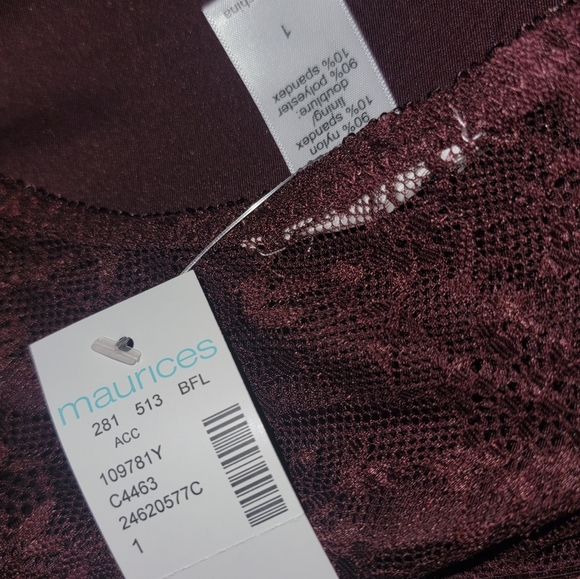 china
1
90% nylon
10% spandex
lining/
doublure:
90% polyester
10% spandex
maurices
281 513 BFL
ACC
109781Y
C4463
24620577C
1